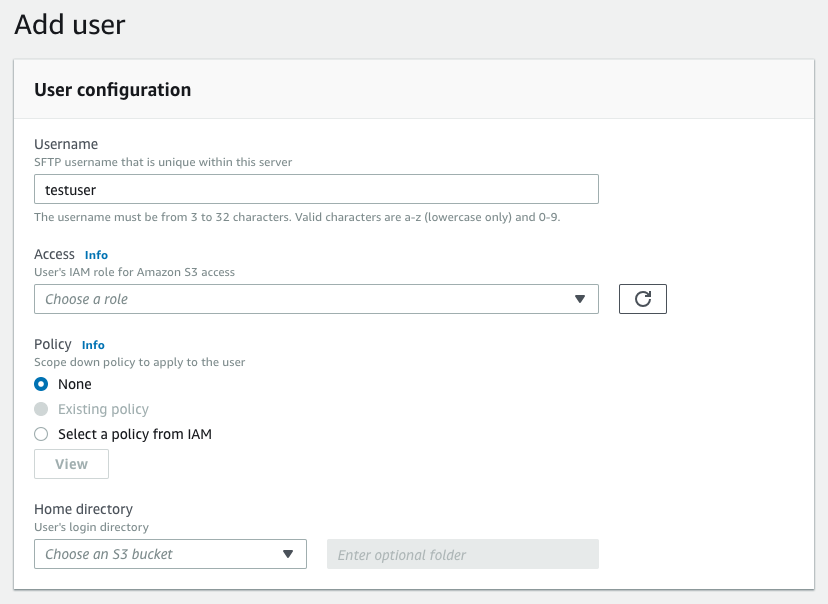 Add user
User configuration
Username
SFTP username that is unique within this server
testuser
The username must be from 3 to 32 characters. Valid characters are a-z (lowercase only) and 0-9.
Access Info
User's IAM role for Amazon S3 access
Choose a role
Policy Info
Scope down policy to apply to the user
None
Existing policy
Select a policy from IAM
View
Home directory
User's login directory
Choose an S3 bucket Enter optional folder